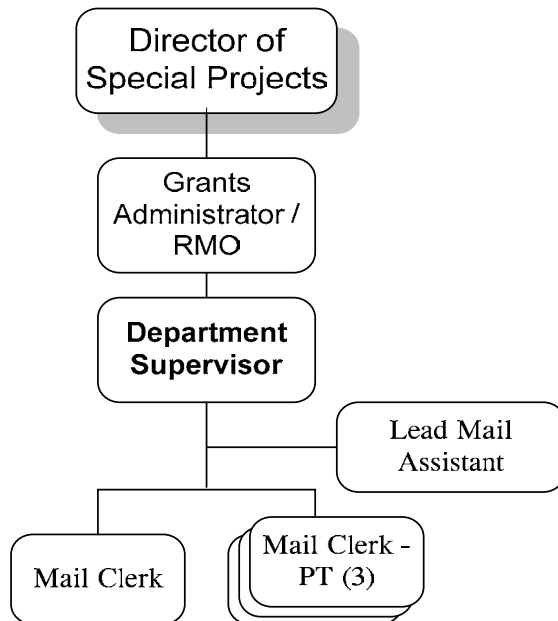 Director of
Special Projects
Grants
Administrator /
RMO
Department
Supervisor
Lead Mail
Assistant
Mail Clerk
Mail Clerk -
PT (3)